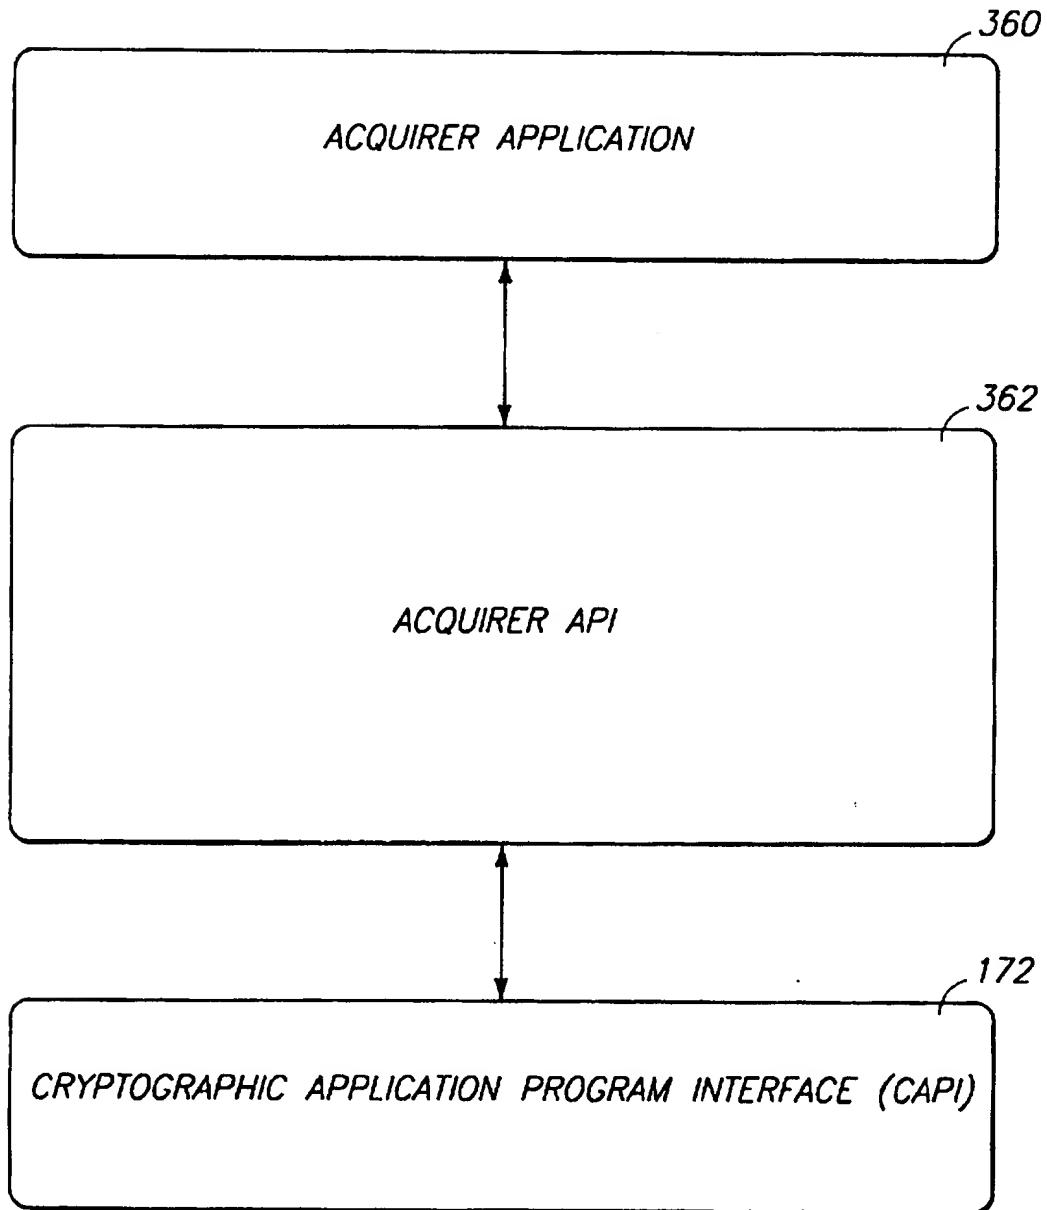 360
ACQUIRER APPLICATION
362
ACQUIRER API
172
CRYPTOGRAPHIC APPLICATION PROGRAM INTERFACE (CAPI)